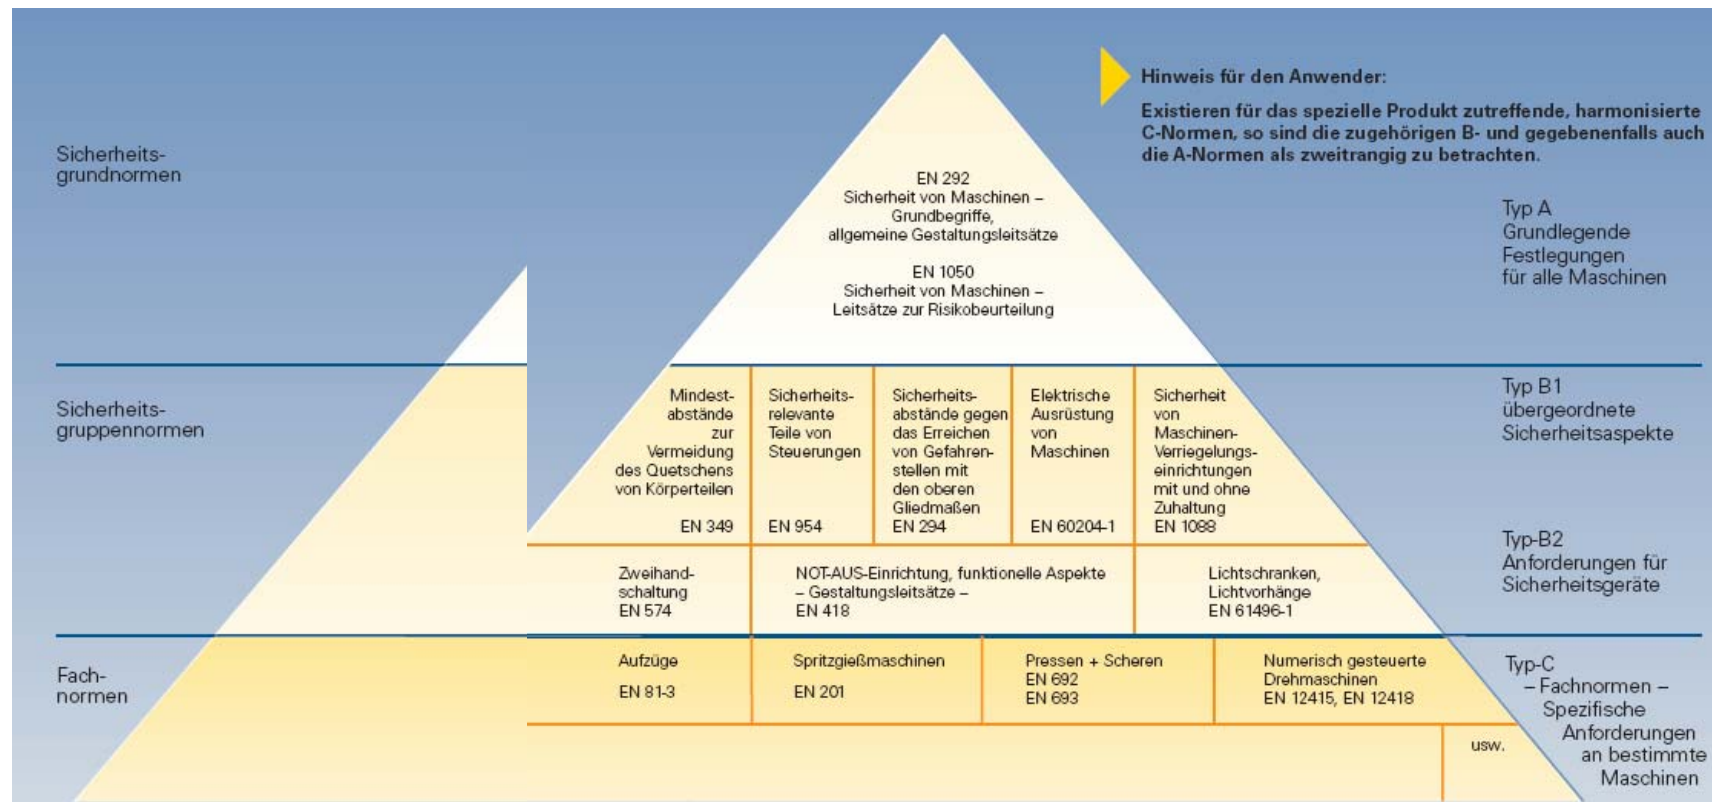 Hinweis für den Anwender:
Existieren für das spezielle Produkt zutreffende, harmonisierte
C-Normen, so sind die zugehörigen B- und gegebenenfalls auch
die A-Normen als zweitrangig zu betrachten.
Sicherheits-
grundnormen
EN 292
Sicherheit von Maschinen –
Grundbegriffe,
allgemeine Gestaltungsleitsätze
EN 1050
Sicherheit von Maschinen –
Leitsätze zur Risikobeurteilung
Typ A
Grundlegende
Festlegungen
für alle Maschinen
Sicherheits-
gruppennormen
Mindest-
abstände
zur
Vermeidung
des Quetschens
von Körperteilen
EN 349
Sicherheits-
relevante
Teile von
Steuerungen
EN 954
Sicherheits-
abstände gegen
das Erreichen
von Gefahren-
stellen mit
den oberen
Gliedmaßen
EN 294
Elektrische
Ausrüstung
von
Maschinen
EN 60204-1
Sicherheit
von
Maschinen-
Verriegelungs-
einrichtungen
mit und ohne
Zuhaltung
EN 1088
Typ B1
übergeordnete
Sicherheitsaspekte
Zweihand-
schaltung
EN 574
NOT-AUS-Einrichtung, funktionelle Aspekte
– Gestaltungsleitsätze –
EN 418
Lichtschranken,
Lichtvorhänge
EN 61496-1
Typ-B2
Anforderungen für
Sicherheitsgeräte
Fach-
normen
Aufzüge
EN 81-3
Spritzgießmaschinen
EN 201
Pressen + Scheren
EN 692
EN 693
Numerisch gesteuerte
Drehmaschinen
EN 12415, EN 12418
usw.
Typ-C
– Fachnormen –
Spezifische
Anforderungen
an bestimmte
Maschinen